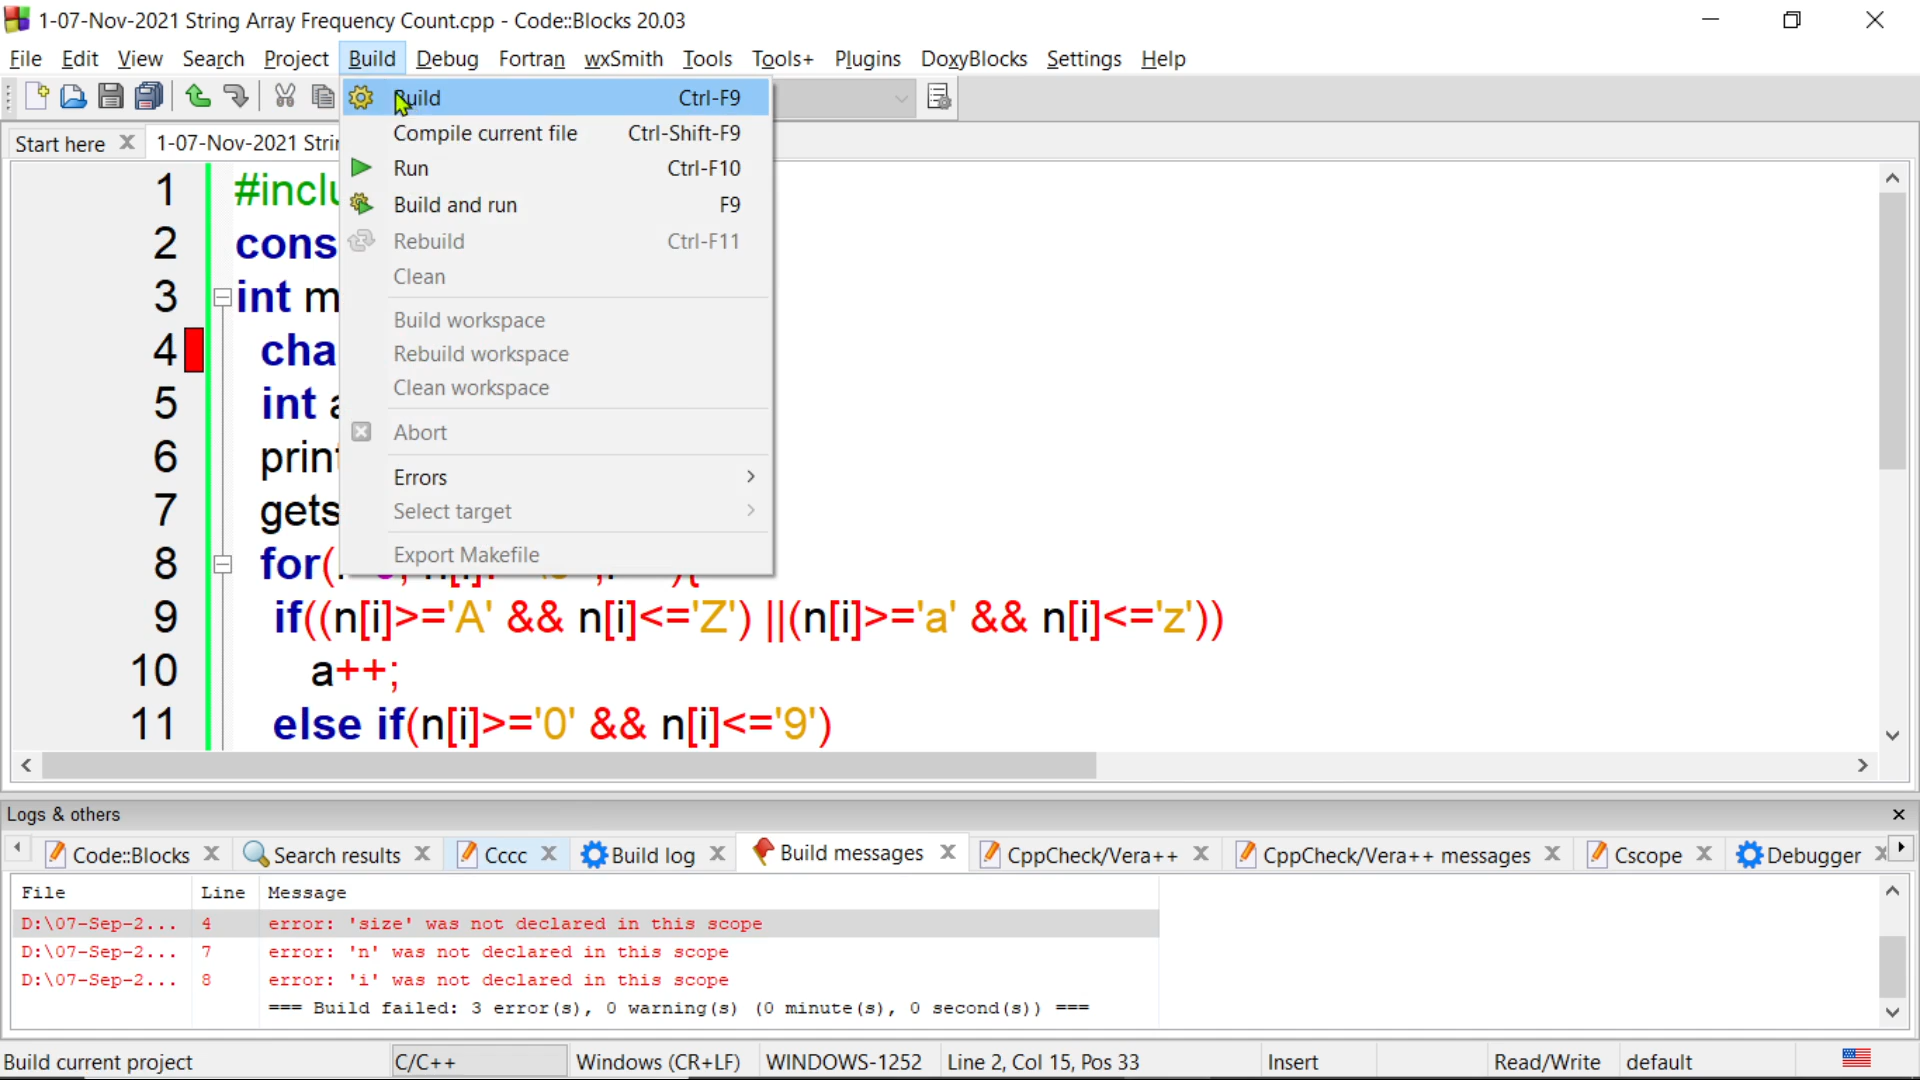 1-07-Nov-2021 String Array Frequency Count.cpp - Code::Blocks 20.03
File Edit View Search Project Build Debug Fortran wxSmith Tools Tools+ Plugins DoxyBlocks Settings Help
Build Ctrl-F9
Compile current file Ctrl-Shift-F9
Run Ctrl-F10
Build and run F9
Rebuild Ctrl-F11
Clean
Build workspace
Rebuild workspace
Clean workspace
Abort
Errors
Select target
Export Makefile
Start here 1-07-Nov-2021 Strin
1 #inclu
2 cons
3 int m
4 cha
5 int a
6 print
7 gets
8 for(
9 if((n[i]>='A' && n[i]<='Z') ||(n[i]>='a' && n[i]<='z'))
10 a++;
11 else if(n[i]>='0' && n[i]<='9')
Logs & others
Code::Blocks Search results Cccc Build log Build messages CppCheck/Vera++ CppCheck/Vera++ messages Cscope Debugger
File Line Message
D:\07-Sep-2... 4 error: 'size' was not declared in this scope
D:\07-Sep-2... 7 error: 'n' was not declared in this scope
D:\07-Sep-2... 8 error: 'i' was not declared in this scope
=== Build failed: 3 error(s), 0 warning(s) (0 minute(s), 0 second(s)) ===
Build current project C/C++ Windows (CR+LF) WINDOWS-1252 Line 2, Col 15, Pos 33 Insert Read/Write default